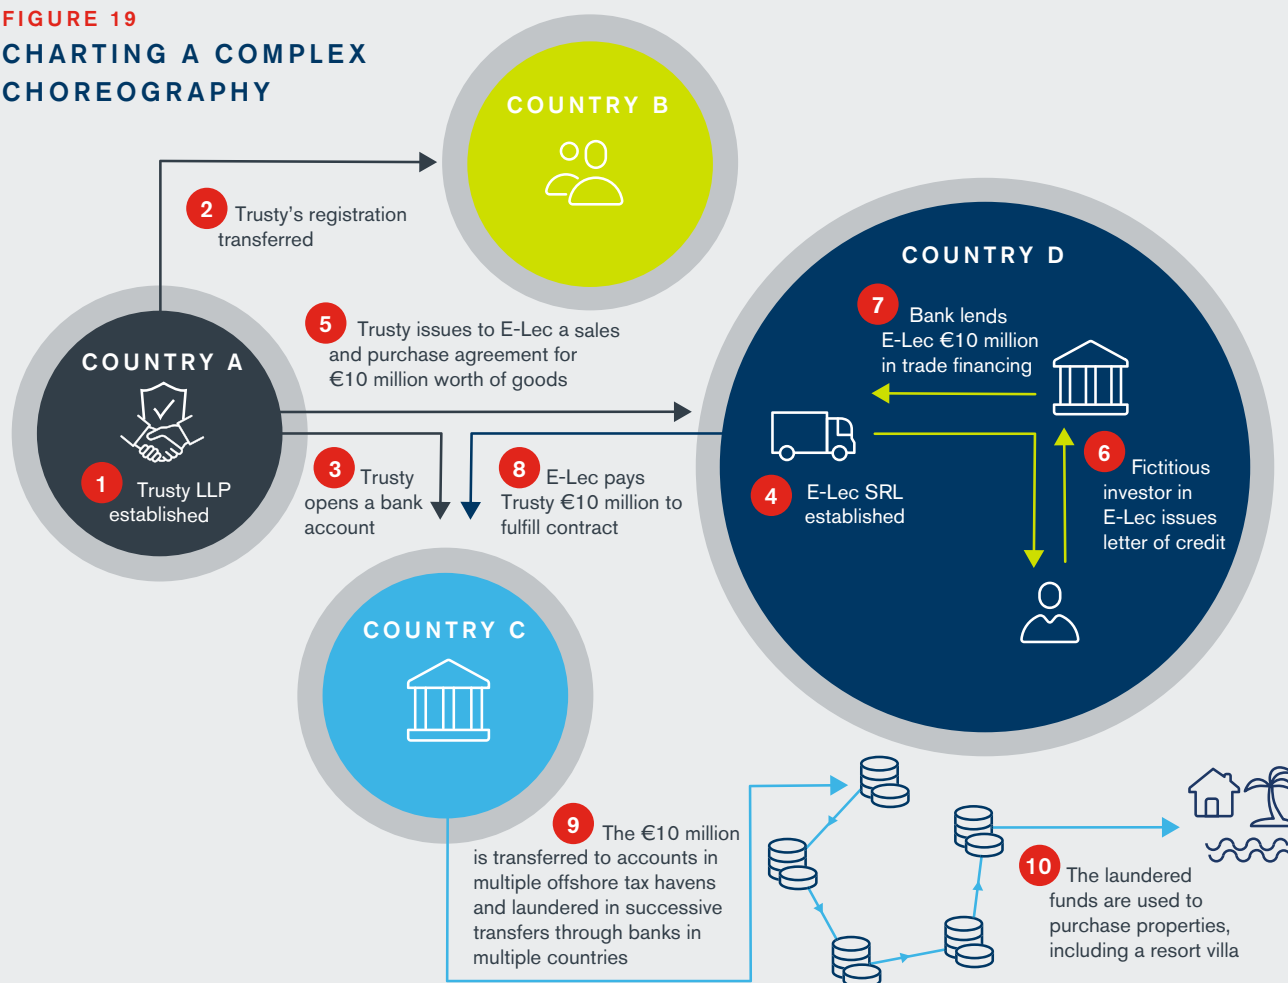 FIGURE 19
CHARTING A COMPLEX
CHOREOGRAPHY
COUNTRY B
2 Trusty's registration
transferred
COUNTRY A
1 Trusty LLP
established
5 Trusty issues to E-Lec a sales
and purchase agreement for
€10 million worth of goods
3 Trusty
opens a bank
account
8 E-Lec pays
Trusty €10 million to
fulfill contract
COUNTRY D
7 Bank lends
E-Lec €10 million
in trade financing
4 E-Lec SRL
established
6 Fictitious
investor in
E-Lec issues
letter of credit
COUNTRY C
9 The €10 million
is transferred to accounts in
multiple offshore tax havens
and laundered in successive
transfers through banks in
multiple countries
10 The laundered
funds are used to
purchase properties,
including a resort villa